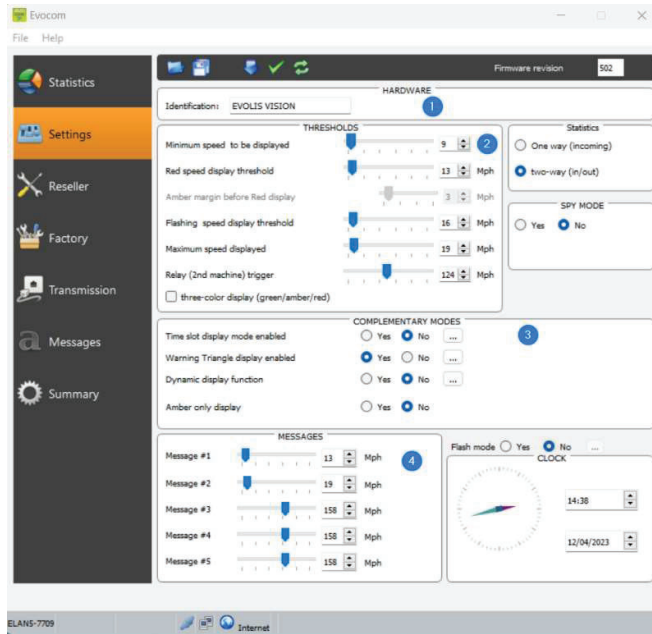 Evocom
File Help
Statistics
Settings
Reseller
Factory
Transmission
Messages
Summary
Firmware revision 502
HARDWARE
Identification: EVOLIS VISION
1
THRESHOLDS
2
Minimum speed to be displayed 9
Red speed display threshold 13 Mph
Amber margin before Red display 3 Mph
Flashing speed display threshold 16 Mph
Maximum speed displayed 19 Mph
Relay (2nd machine) trigger 124 Mph
three-color display (green/amber/red)
Statistics
One way (incoming)
two-way (in/out)
SPY MODE
Yes No
COMPLEMENTARY MODES
3
Time slot display mode enabled Yes No ...
Warning Triangle display enabled Yes No ...
Dynamic display function Yes No ...
Amber only display Yes No
MESSAGES
4
Message #1 13 Mph
Message #2 19 Mph
Message #3 158 Mph
Message #4 158 Mph
Message #5 158 Mph
Flash mode Yes No ...
CLOCK
14:38
12/04/2023
ELANS-7709 Internet